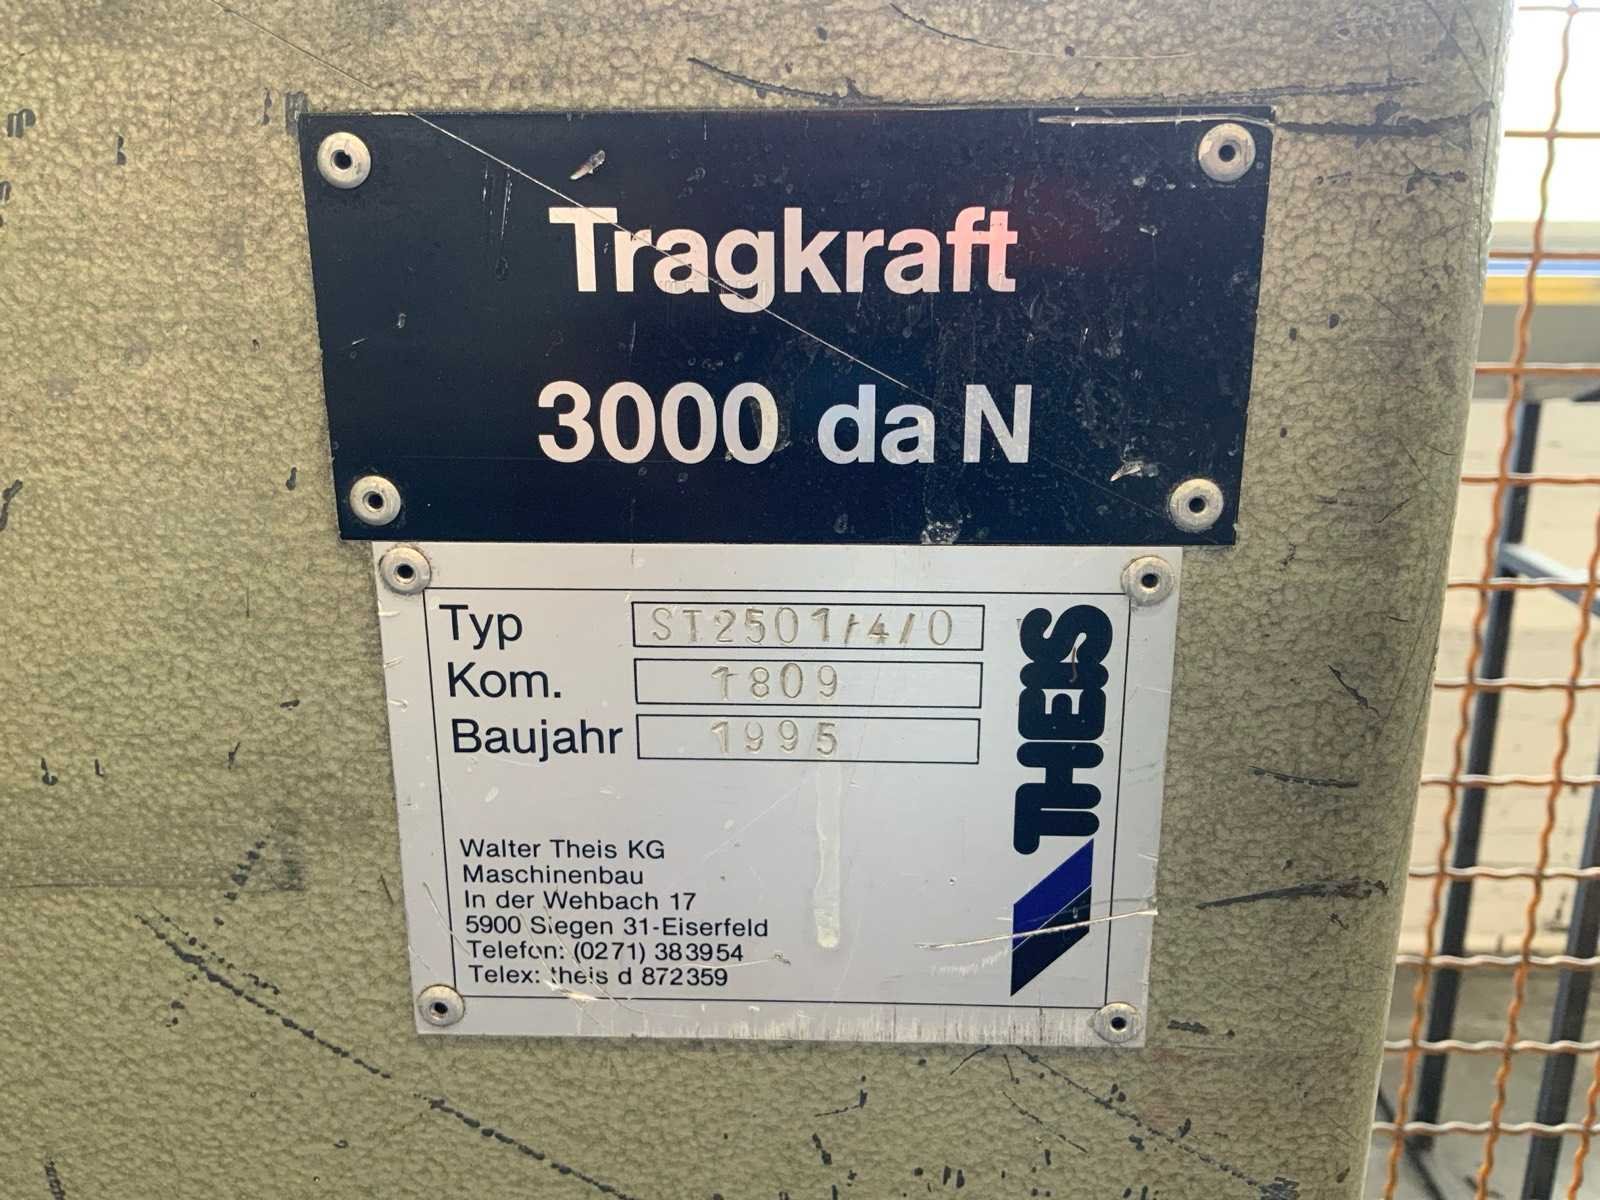 Tragkraft
3000 daN
Typ ST2501/4/0
Kom. 1809
Baujahr 1995
THEIS
Walter Theis KG
Maschinenbau
In der Wehbach 17
5900 Siegen 31-Eiserfeld
Telefon: (0271) 383954
Telex: theis d 872359